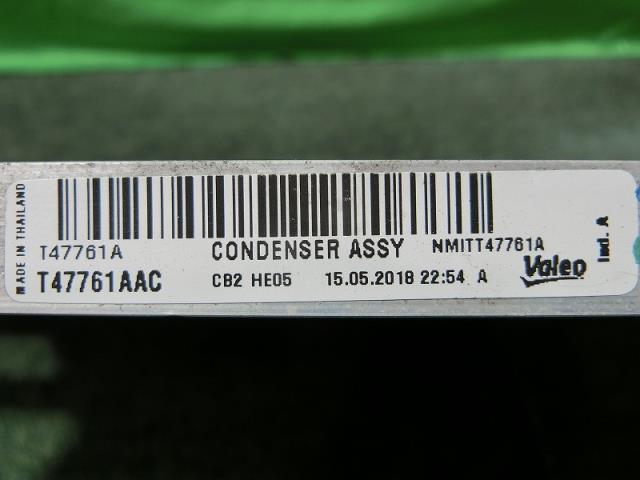 MADE IN THAILAND
T47761A CONDENSER ASSY NMITT47761A
T47761AAC CB2 HE05 15.05.2018 22:54 A
Valeo
Ind. A